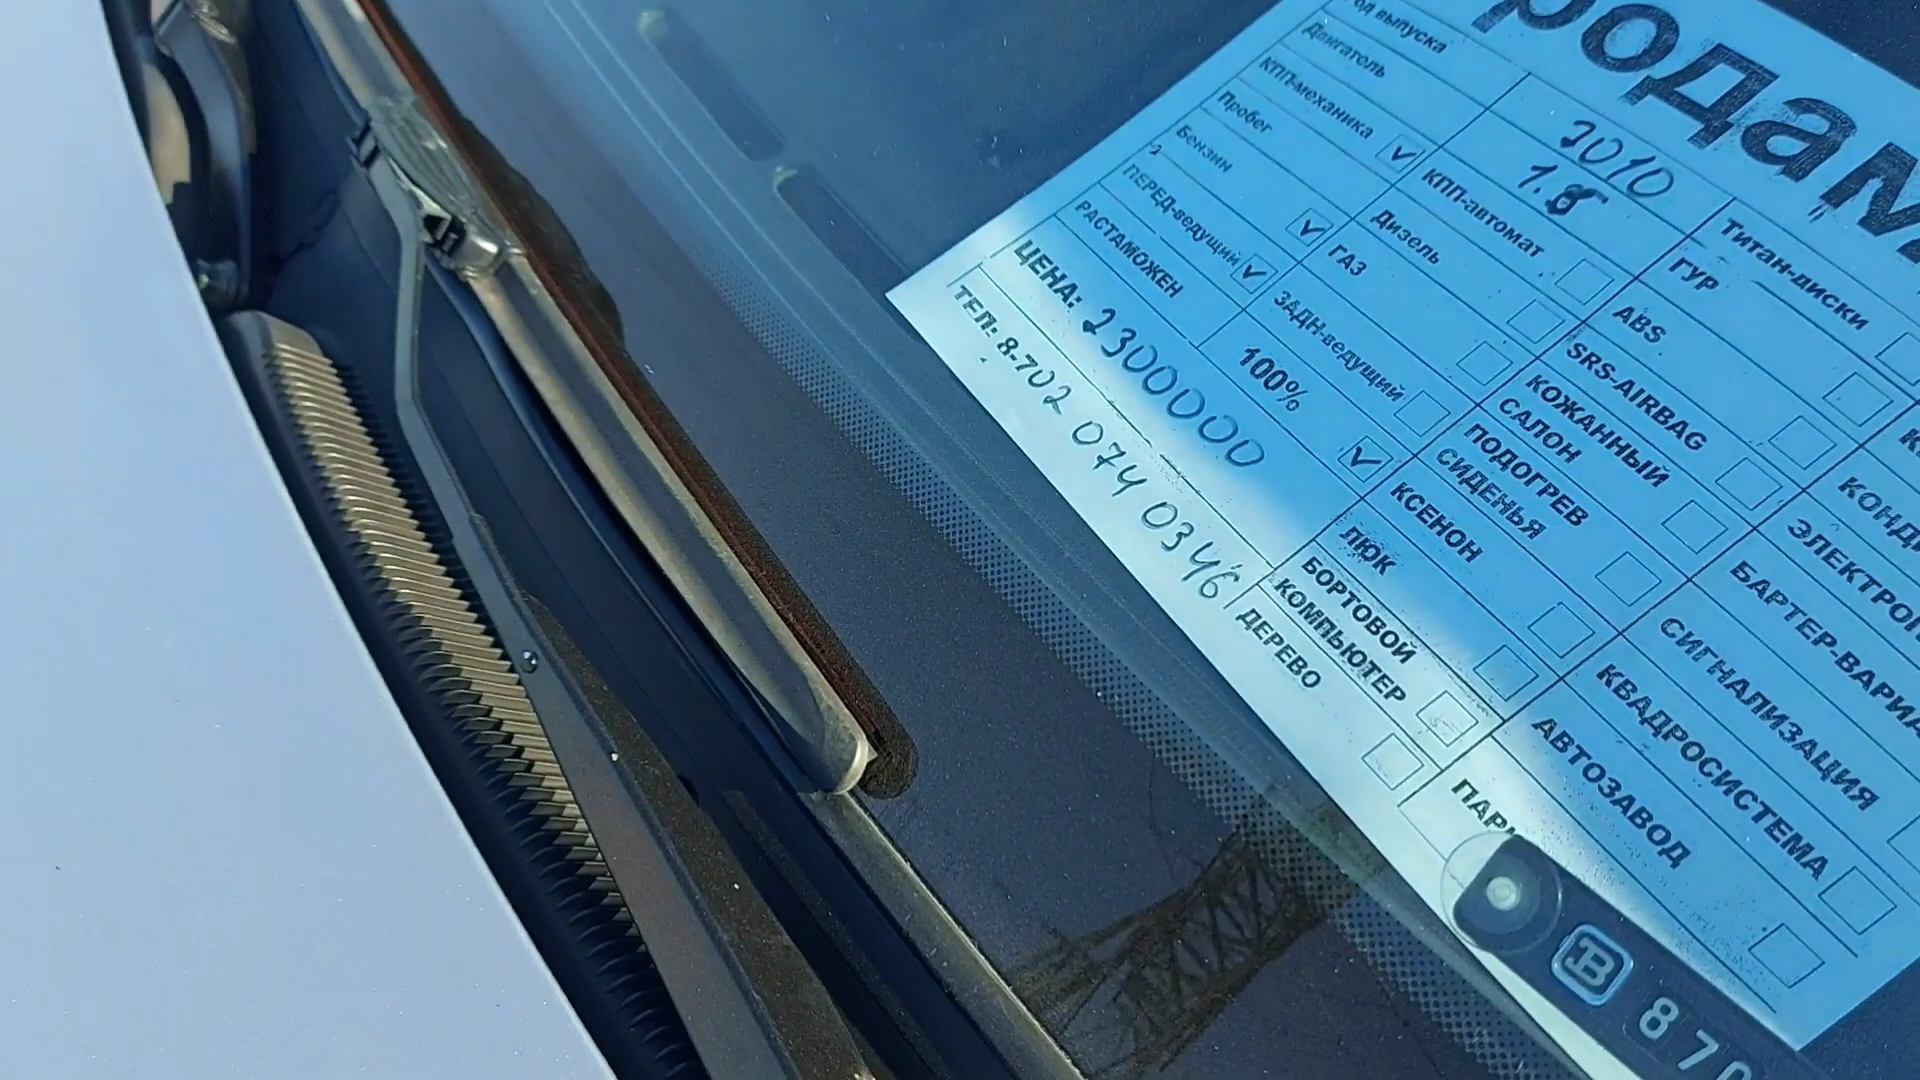 родам
од выпуска 2010
Двигатель 1.8
КПП-механика ✓ КПП-автомат
Пробег
Бензин ✓ Дизель
ГАЗ
ПЕРЕД-ведущий ✓ ЗАДН-ведущий
РАСТАМОЖЕН 100% ✓
ЦЕНА: 2300000
ТЕЛ: 8-702 074 0346
Титан-диски
ГУР
ABS
SRS-AIRBAG
КОЖАННЫЙ
САЛОН
ПОДОГРЕВ
СИДЕНЬЯ
КСЕНОН
ЛЮК
БОРТОВОЙ
КОМПЬЮТЕР
ДЕРЕВО
КОНД
ЭЛЕКТРО
БАРТЕР-ВАРИА
СИГНАЛИЗАЦИЯ
КВАДРОСИСТЕМА
АВТОЗАВОД
ПАР
B 870